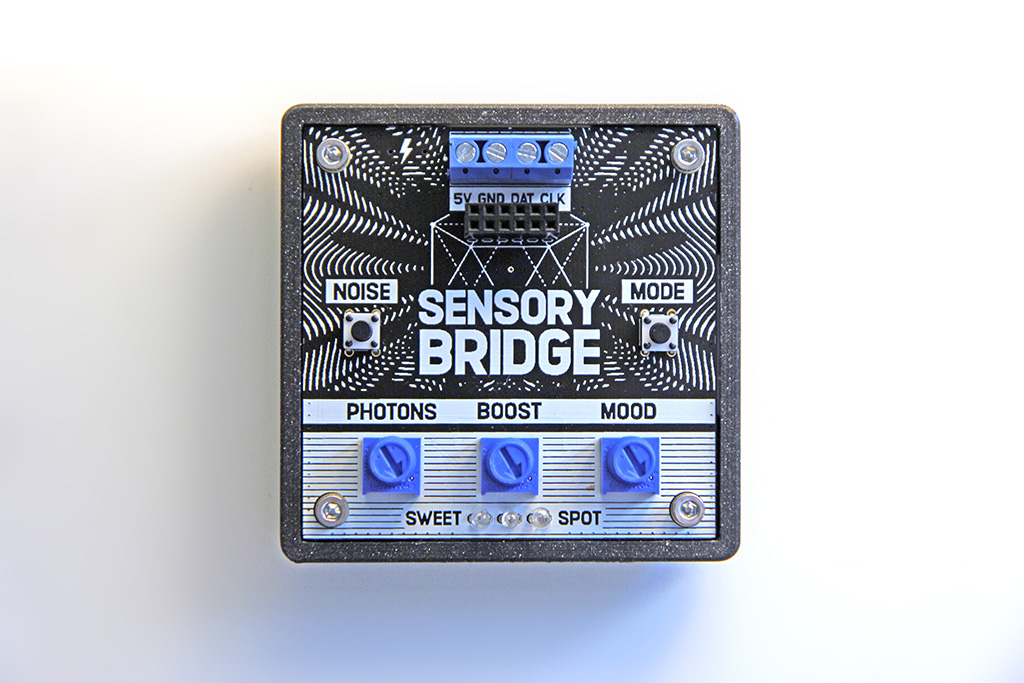 5V GND DAT CLK
NOISE
MODE
SENSORY
BRIDGE
PHOTONS BOOST MOOD
SWEET SPOT